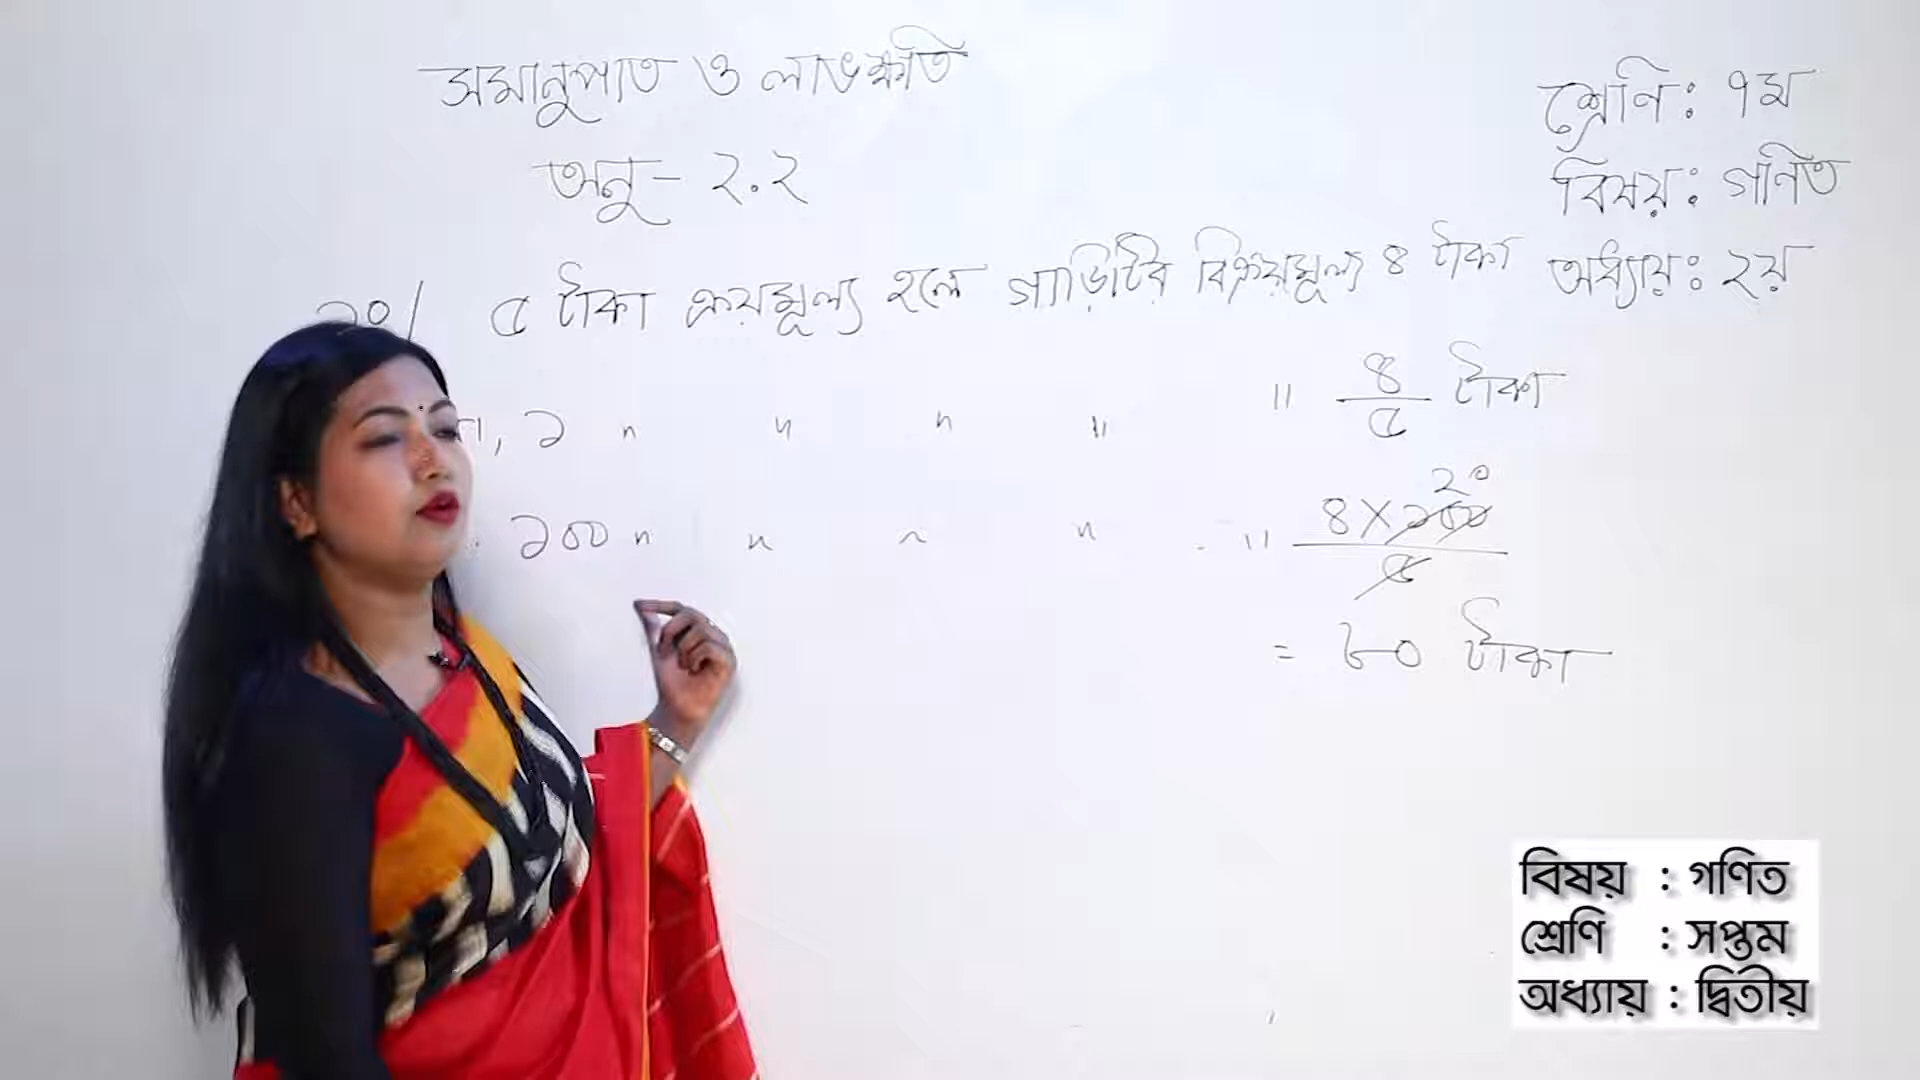 সমানুপাত ও লাভক্ষতি
অনু- ২.২
শ্রেণি: ৭ম
বিষয়: গণিত
অধ্যায়: ২য়
৫ টাকা ক্রয়মূল্য হলে গাড়িটির বিক্রয়মূল্য ৪ টাকা
, ১ " " " " " ৪/৫ টাকা
১০০ " " " " " ৪×১০০/৫ ২০
= ৮০ টাকা
বিষয় : গণিত
শ্রেণি : সপ্তম
অধ্যায় : দ্বিতীয়